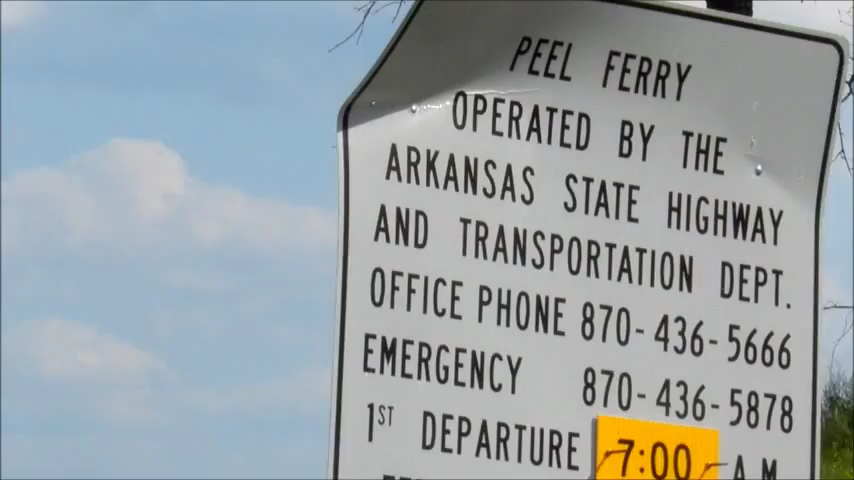 PEEL FERRY
OPERATED BY THE
ARKANSAS STATE HIGHWAY
AND TRANSPORTATION DEPT.
OFFICE PHONE 870-436-5666
EMERGENCY 870-436-5878
1ST DEPARTURE 7:00 A.M.